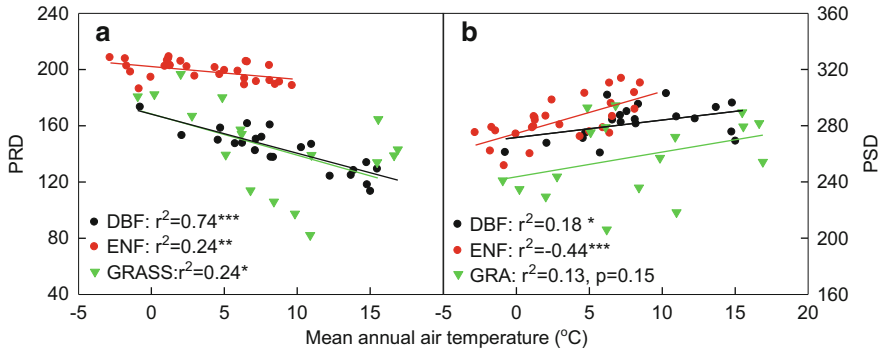 240
200
160
120
80
40
PRD
a
DBF: r²=0.74***
ENF: r²=0.24**
GRASS:r²=0.24*
-5 0 5 10 15
b
DBF: r²=0.18 *
ENF: r²=-0.44***
GRA: r²=0.13, p=0.15
-5 0 5 10 15 20
360
320
280
240
200
160
PSD
Mean annual air temperature (oC)